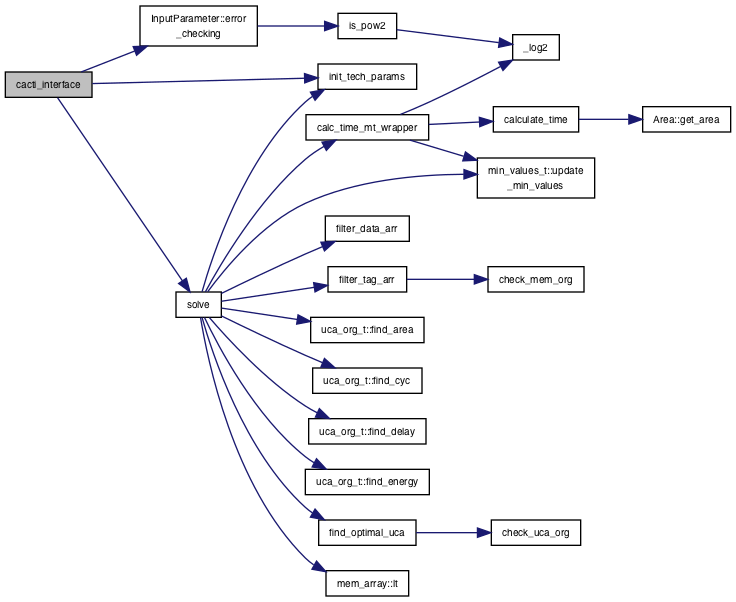 InputParameter::error
_checking
is_pow2
_log2
cacti_interface
init_tech_params
calc_time_mt_wrapper
calculate_time
Area::get_area
min_values_t::update
_min_values
filter_data_arr
filter_tag_arr
check_mem_org
solve
uca_org_t::find_area
uca_org_t::find_cyc
uca_org_t::find_delay
uca_org_t::find_energy
find_optimal_uca
check_uca_org
mem_array::lt